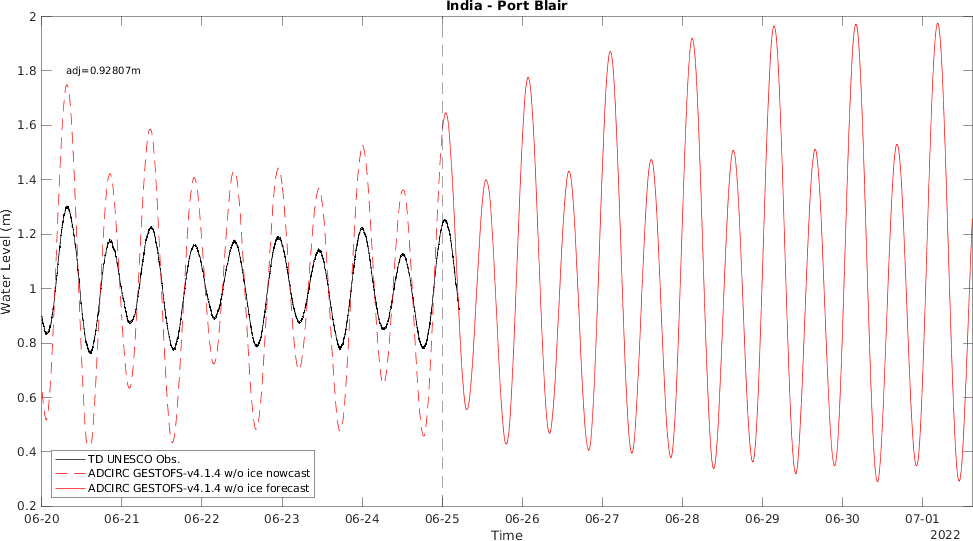 India - Port Blair
2
1.8
1.6
1.4
1.2
1
0.8
0.6
0.4
0.2
Water Level (m)
adj=0.92807m
TD UNESCO Obs.
ADCIRC GESTOFS-v4.1.4 w/o ice nowcast
ADCIRC GESTOFS-v4.1.4 w/o ice forecast
06-20 06-21 06-22 06-23 06-24 06-25 06-26 06-27 06-28 06-29 06-30 07-01
Time
2022